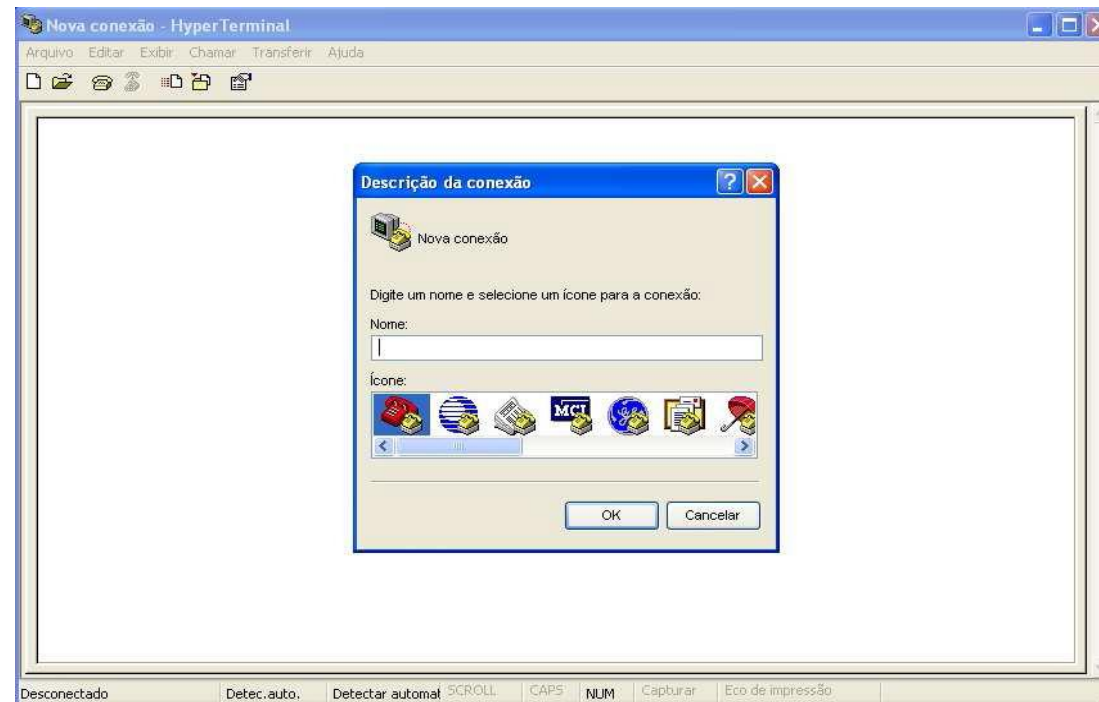 Nova conexão - HyperTerminal
Arquivo Editar Exibir Chamar Transferir Ajuda
Descrição da conexão
Nova conexão
Digite um nome e selecione um ícone para a conexão:
Nome:
Ícone:
MCI
OK Cancelar
Desconectado Detec.auto. Detectar automat SCROLL CAPS NUM Capturar Eco de impressão